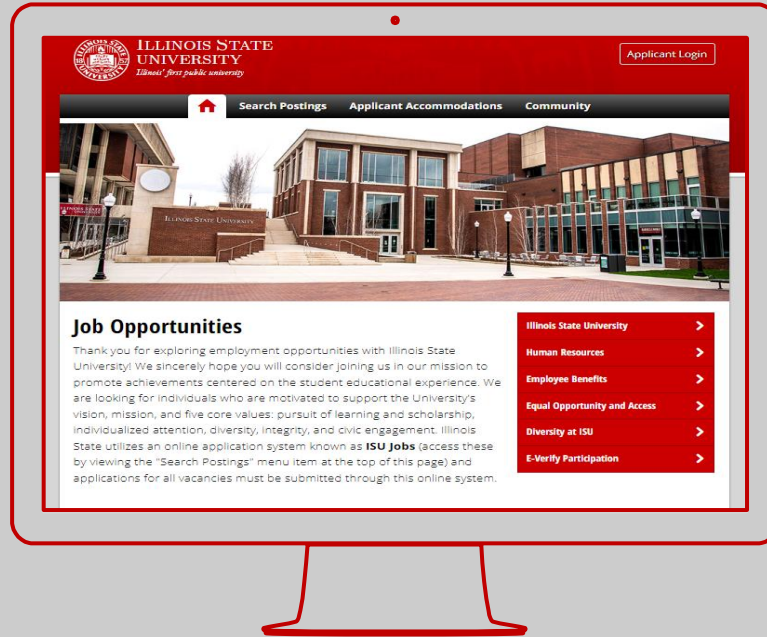 ILLINOIS STATE
UNIVERSITY
Illinois' first public university
Applicant Login
Search Postings Applicant Accommodations Community
ILLINOIS STATE UNIVERSITY
Job Opportunities
Thank you for exploring employment opportunities with Illinois State
University! We sincerely hope you will consider joining us in our mission to
promote achievements centered on the student educational experience. We
are looking for individuals who are motivated to support the University's
vision, mission, and five core values: pursuit of learning and scholarship,
individualized attention, diversity, integrity, and civic engagement. Illinois
State utilizes an online application system known as ISU Jobs (access these
by viewing the "Search Postings" menu item at the top of this page) and
applications for all vacancies must be submitted through this online system.
Illinois State University
Human Resources
Employee Benefits
Equal Opportunity and Access
Diversity at ISU
E-Verify Participation